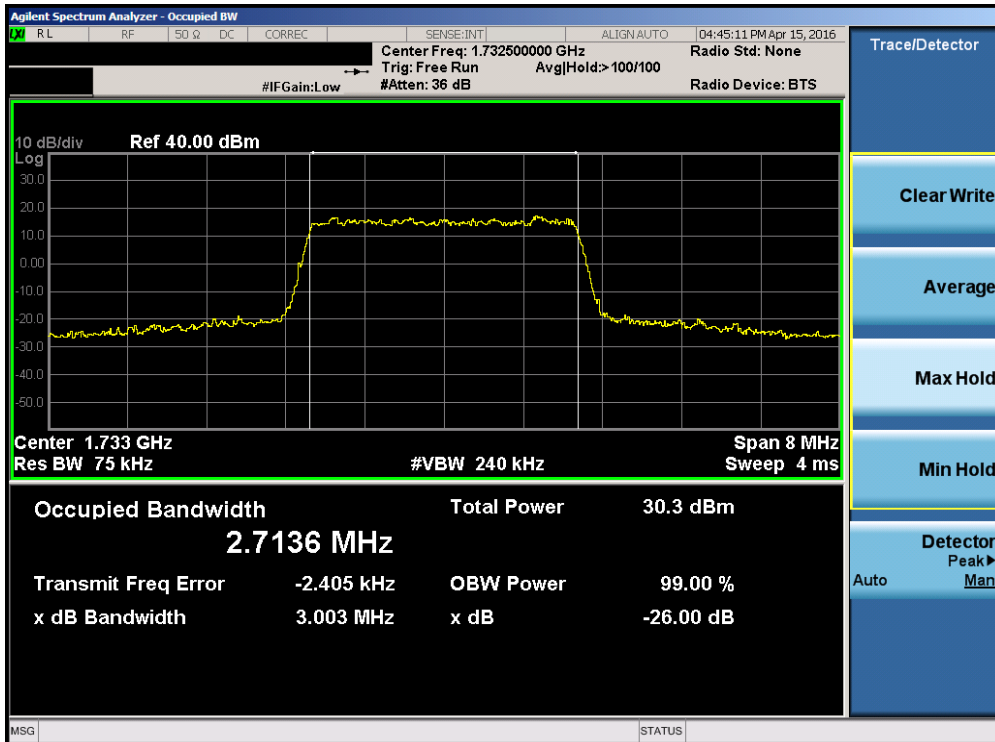 Agilent Spectrum Analyzer - Occupied BW
LXI RL RF 50 Ω DC CORREC SENSE:INT ALIGN AUTO 04:45:11 PM Apr 15, 2016
Center Freq: 1.732500000 GHz Radio Std: None
Trig: Free Run Avg|Hold:>100/100
#IFGain:Low #Atten: 36 dB Radio Device: BTS
10 dB/div Ref 40.00 dBm
Log
30.0
20.0
10.0
0.00
-10.0
-20.0
-30.0
-40.0
-50.0
Center 1.733 GHz Span 8 MHz
Res BW 75 kHz #VBW 240 kHz Sweep 4 ms
Occupied Bandwidth Total Power 30.3 dBm
2.7136 MHz
Transmit Freq Error -2.405 kHz OBW Power 99.00 %
x dB Bandwidth 3.003 MHz x dB -26.00 dB
MSG STATUS
Trace/Detector
Clear Write
Average
Max Hold
Min Hold
Detector
Peak▶
Auto Man